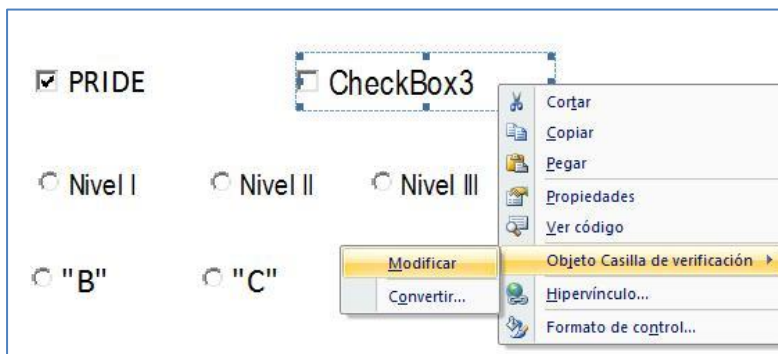 PRIDE
CheckBox3
Cortar
Copiar
Pegar
Nivel I
Nivel II
Nivel III
Propiedades
Ver código
Objeto Casilla de verificación
Modificar
Convertir...
"B"
"C"
Hipervínculo...
Formato de control...